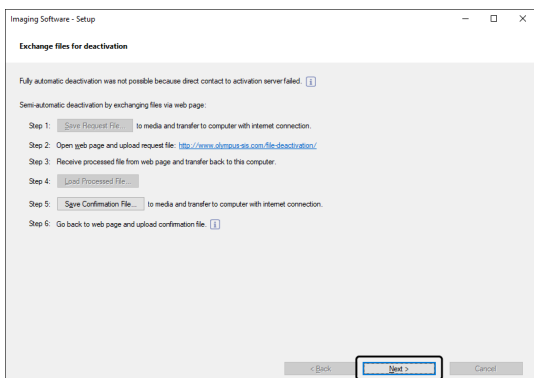 Imaging Software - Setup
Exchange files for deactivation
Fully automatic deactivation was not possible because direct contact to activation server failed. i
Semi-automatic deactivation by exchanging files via web page:
Step 1: Save Request File... to media and transfer to computer with internet connection.
Step 2: Open web page and upload request file: http://www.olympus-sis.com/file-deactivation/
Step 3: Receive processed file from web page and transfer back to this computer.
Step 4: Load Processed File...
Step 5: Save Confirmation File... to media and transfer to computer with internet connection.
Step 6: Go back to web page and upload confirmation file. i
< Back Next > Cancel